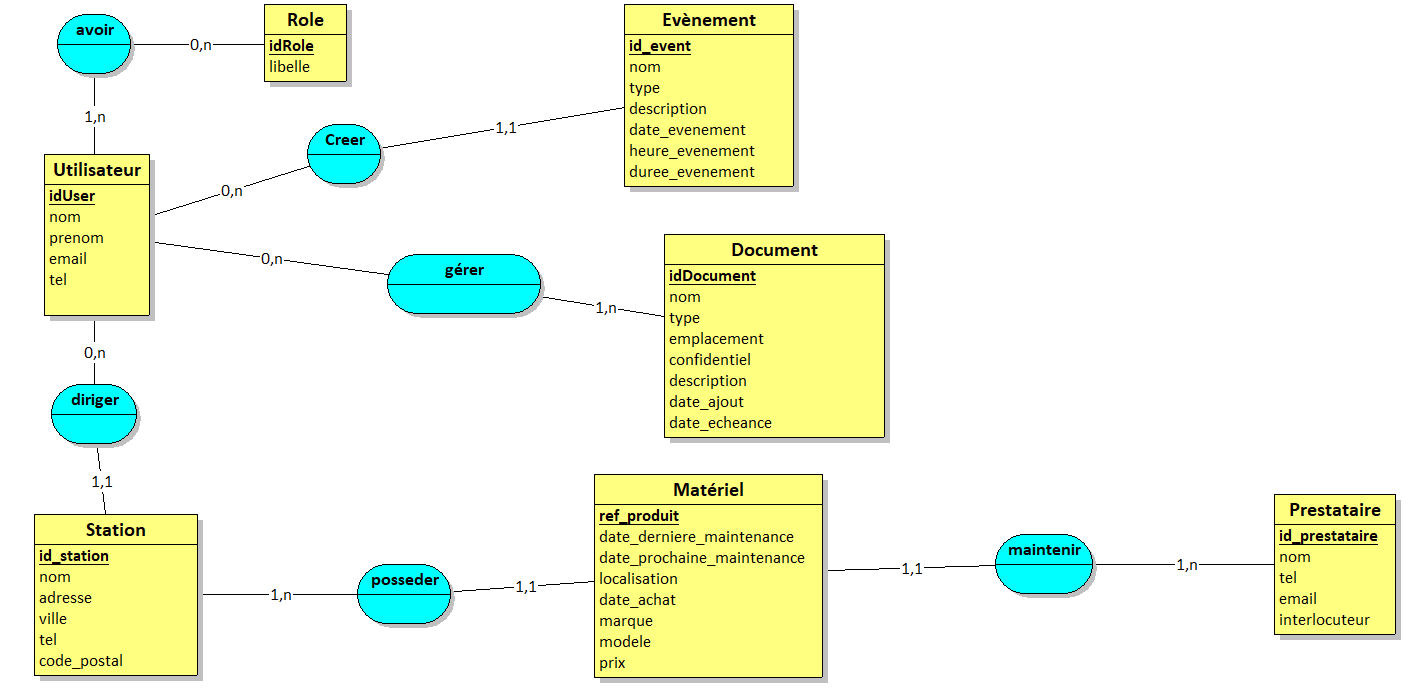 avoir
0,n
Role
idRole
libelle
1,n
Evènement
id_event
nom
type
description
date_evenement
heure_evenement
duree_evenement
Creer
1,1
0,n
Utilisateur
idUser
nom
prenom
email
tel
0,n
gérer
1,n
Document
idDocument
nom
type
emplacement
confidentiel
description
date_ajout
date_echeance
0,n
diriger
1,1
Station
id_station
nom
adresse
ville
tel
code_postal
1,n
posseder
1,1
Matériel
ref_produit
date_derniere_maintenance
date_prochaine_maintenance
localisation
date_achat
marque
modele
prix
1,1
maintenir
1,n
Prestataire
id_prestataire
nom
tel
email
interlocuteur